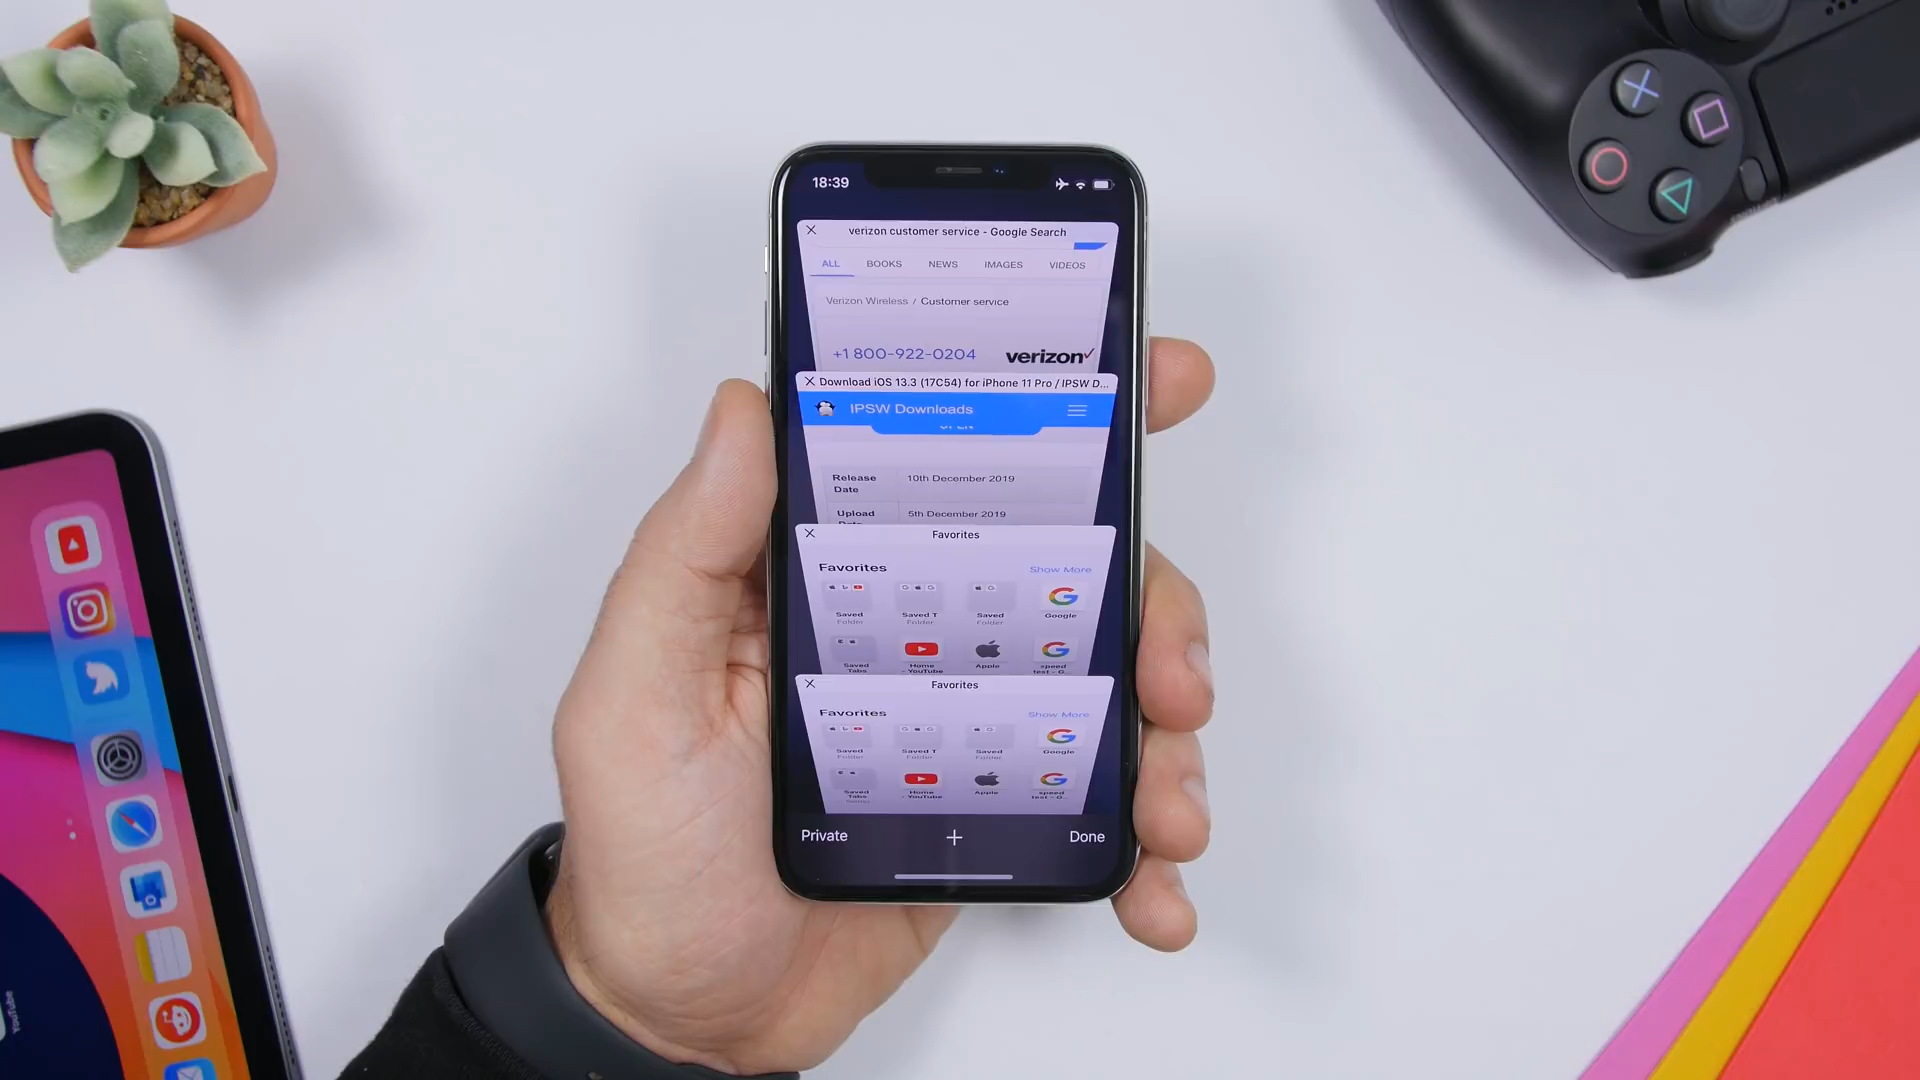 18:39
verizon customer service - Google Search
ALL BOOKS NEWS IMAGES VIDEOS
Verizon Wireless / Customer service
+1 800-922-0204
verizon
Download iOS 13.3 (17C54) for iPhone 11 Pro / IPSW D...
IPSW Downloads
OPEN
Release
Date
10th December 2019
Upload
Date
5th December 2019
Favorites
Favorites
Show More
Saved
Folder
Saved T
Folder
Saved
Folder
Google
Saved
Tabs
Home
- YouTube
Apple
speed
test - G...
Favorites
Favorites
Show More
Saved
Folder
Saved T
Folder
Saved
Folder
Google
Saved
Tabs
Home
- YouTube
Apple
speed
test - G...
Private
Done
YouTube